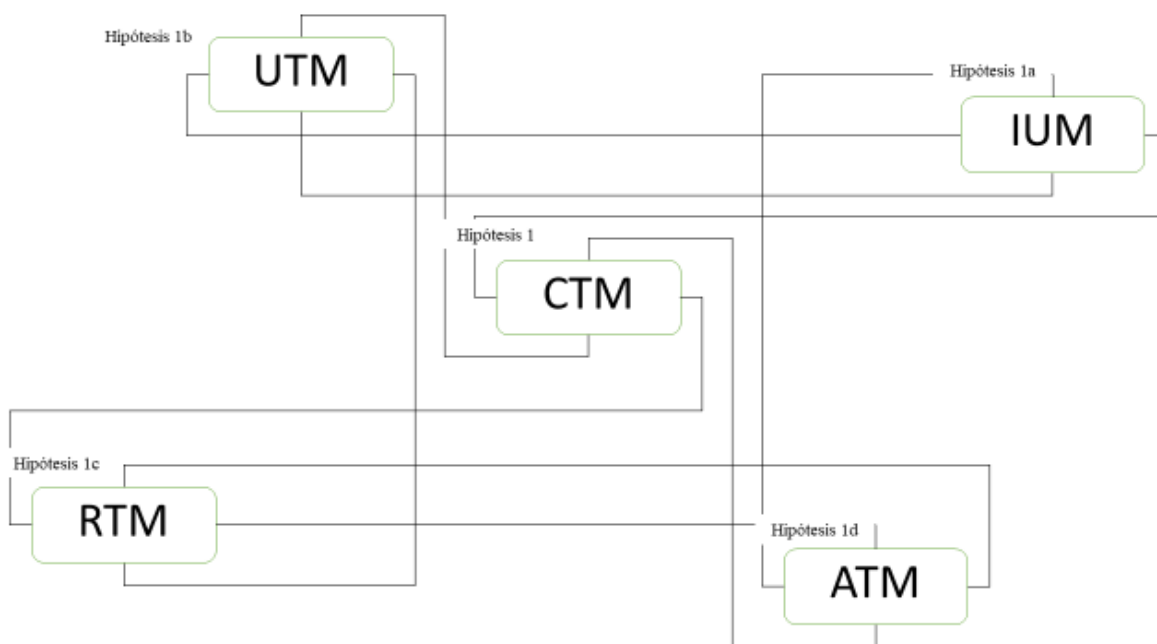 Hipótesis 1b
UTM
Hipótesis 1a
IUM
Hipótesis 1
CTM
Hipótesis 1c
RTM
Hipótesis 1d
ATM